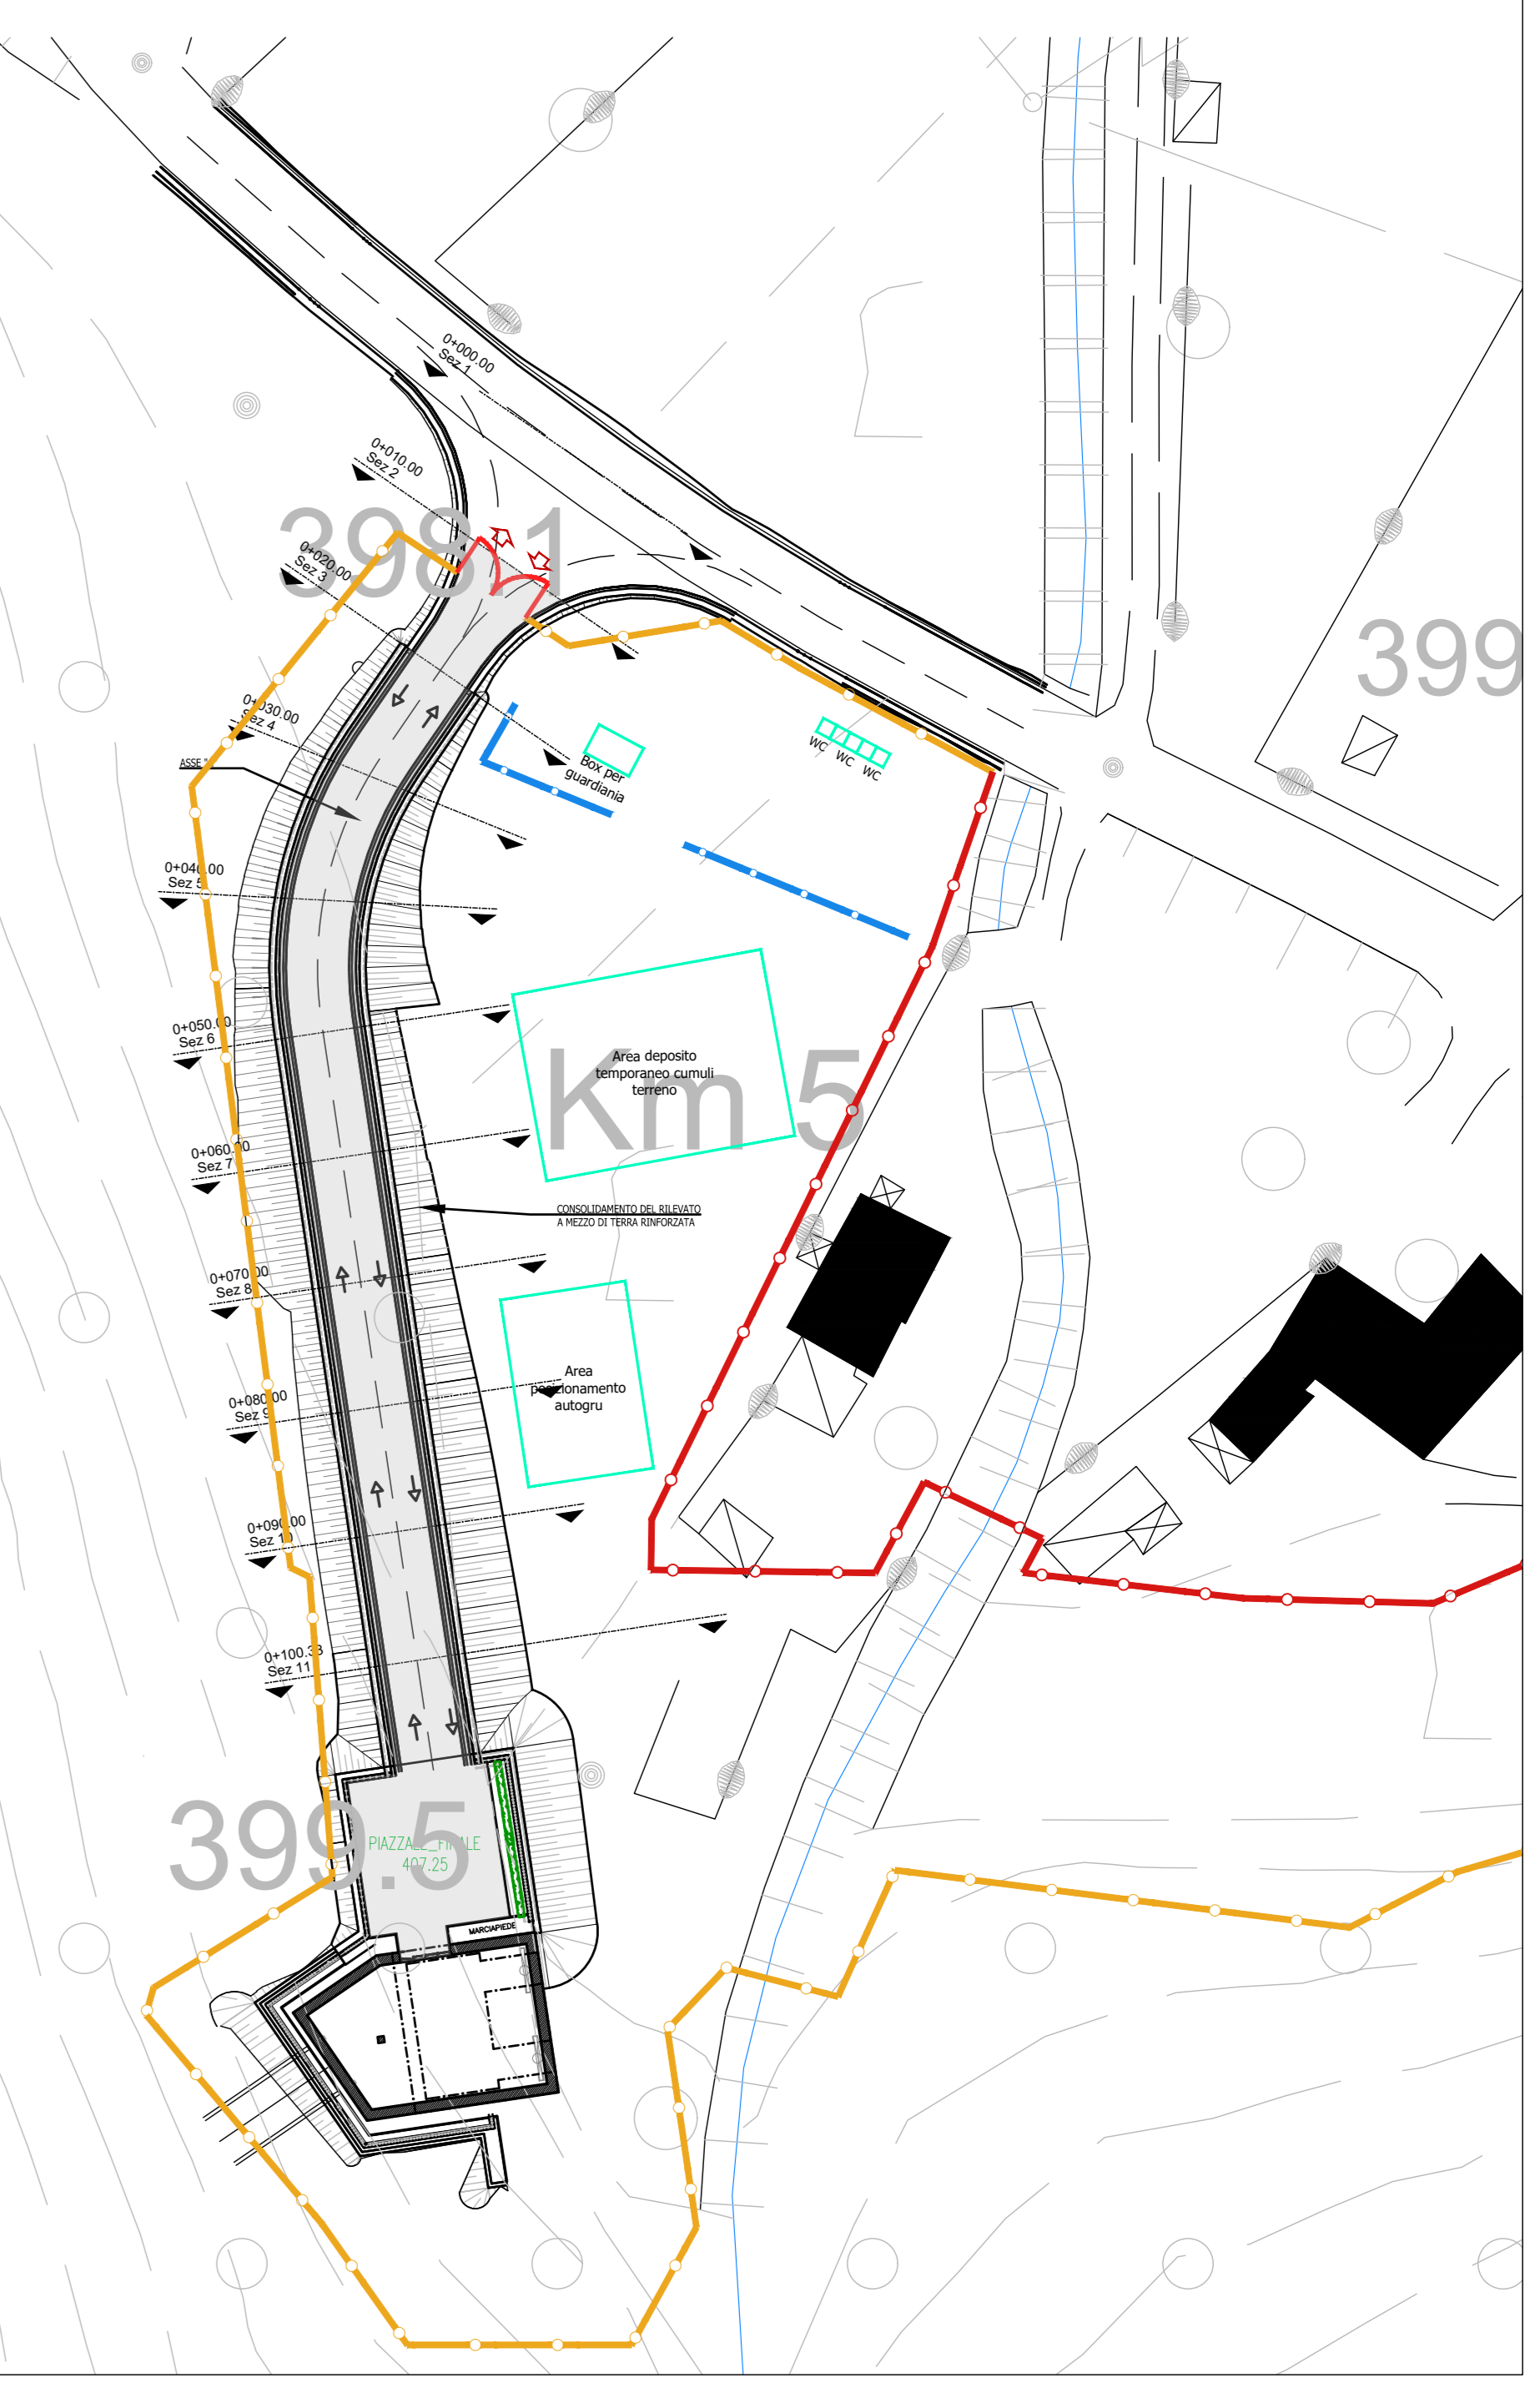 0+000.00
Sez 1
0+010.00
Sez 2
398.1
0+020.00
Sez 3
399
0+030.00
Sez 4
ASSE "
WC WC WC
Box per
guardiania
0+040.00
Sez 5
0+050.00
Sez 6
Area deposito
temporaneo cumuli
terreno
Km 5
0+060.00
Sez 7
CONSOLIDAMENTO DEL RILEVATO
A MEZZO DI TERRA RINFORZATA
0+070.00
Sez 8
0+080.00
Sez 9
Area
posizionamento
autogru
0+090.00
Sez 10
0+100.33
Sez 11
399.5
PIAZZALE_FINALE
407.25
MARCIAPIEDE